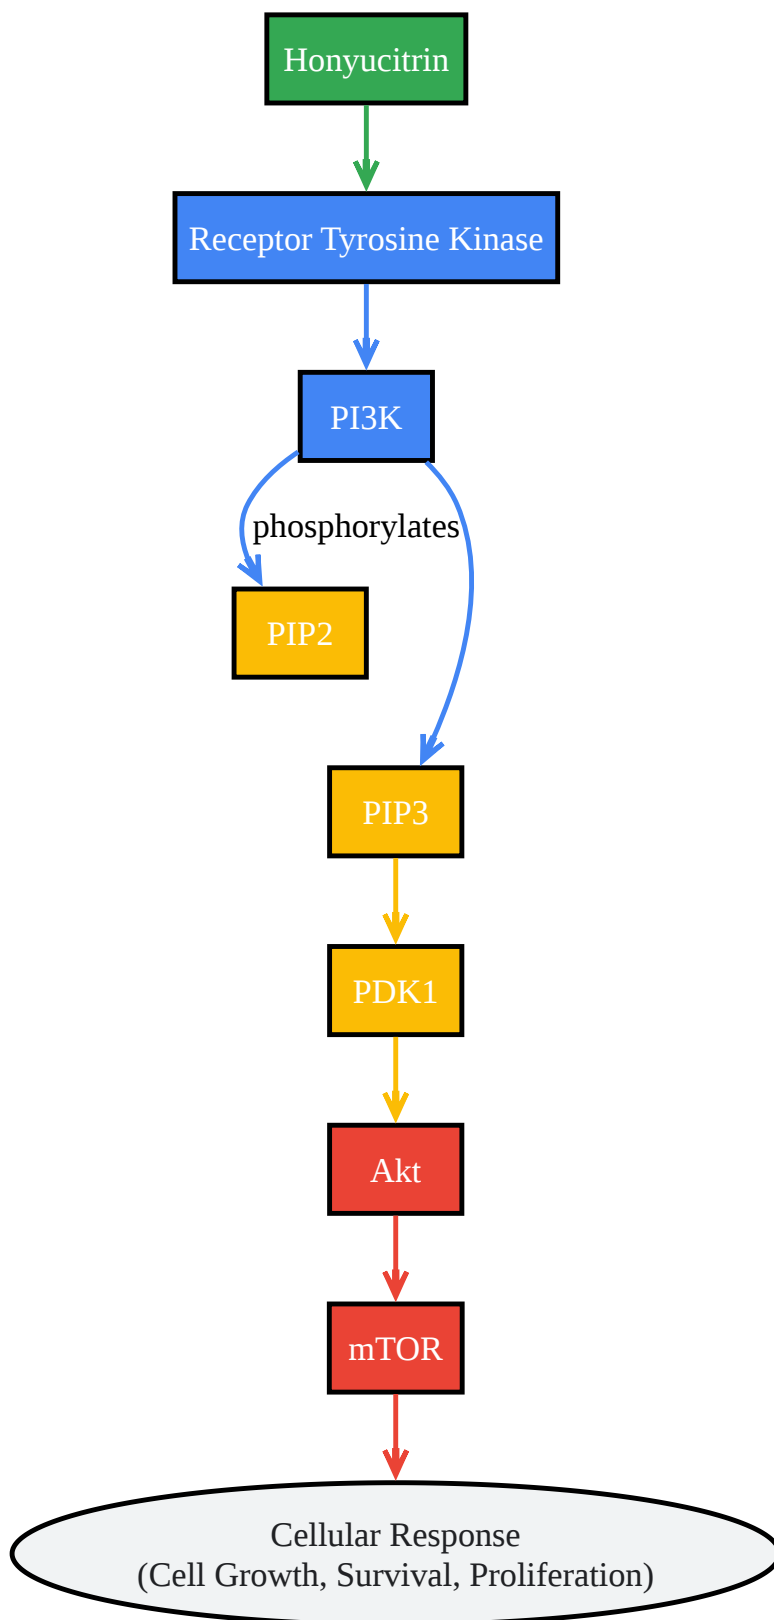 Honyucitrin
Receptor Tyrosine Kinase
PI3K
phosphorylates
PIP2
PIP3
PDK1
Akt
mTOR
Cellular Response
(Cell Growth, Survival, Proliferation)